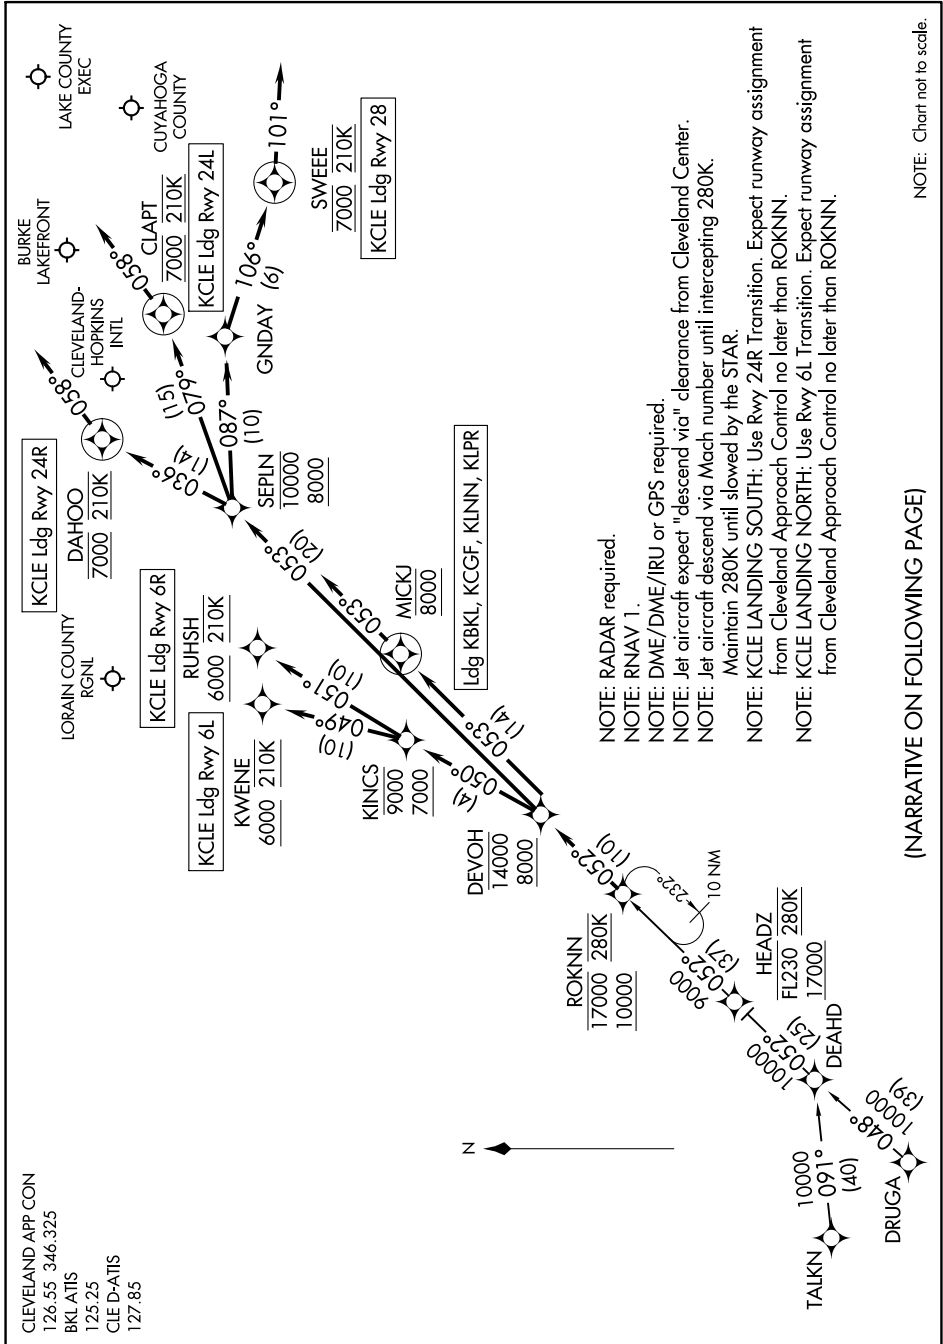 CLEVELAND APP CON
126.55 346.325
BKL ATIS
125.25
CLE D-ATIS
127.85
LAKE COUNTY
EXEC
CUYAHOGA
COUNTY
BURKE
LAKEFRONT
CLEVELAND-
HOPKINS
INTL
LORAIN COUNTY
RGNL
KCLE Ldg Rwy 24R
DAHOO
7000 210K
058°
036°
(14)
CLAPT
7000 210K
KCLE Ldg Rwy 24L
058°
079°
(15)
SWEEE
7000 210K
KCLE Ldg Rwy 28
101°
106°
(6)
GNDAY
087°
(10)
SEPLN
10000
8000
053°
(20)
KCLE Ldg Rwy 6R
RUHSH
6000 210K
051°
(10)
KCLE Ldg Rwy 6L
KWENE
6000 210K
049°
(10)
KINCS
9000
7000
050°
(4)
MICKJ
8000
053°
Ldg KBKL, KCGF, KLNN, KLPR
053°
(14)
DEVOH
14000
8000
052°
(10)
ROKNN
17000 280K
10000
232°
10 NM
9000
052°
(37)
HEADZ
FL230 280K
17000
10000
052°
(25)
DEAHD
10000
091°
(40)
TALKN
10000
048°
(39)
DRUGA
N
NOTE: RADAR required.
NOTE: RNAV 1.
NOTE: DME/DME/IRU or GPS required.
NOTE: Jet aircraft expect "descend via" clearance from Cleveland Center.
NOTE: Jet aircraft descend via Mach number until intercepting 280K.
Maintain 280K until slowed by the STAR.
NOTE: KCLE LANDING SOUTH: Use Rwy 24R Transition. Expect runway assignment
from Cleveland Approach Control no later than ROKNN.
NOTE: KCLE LANDING NORTH: Use Rwy 6L Transition. Expect runway assignment
from Cleveland Approach Control no later than ROKNN.
(NARRATIVE ON FOLLOWING PAGE)
NOTE: Chart not to scale.